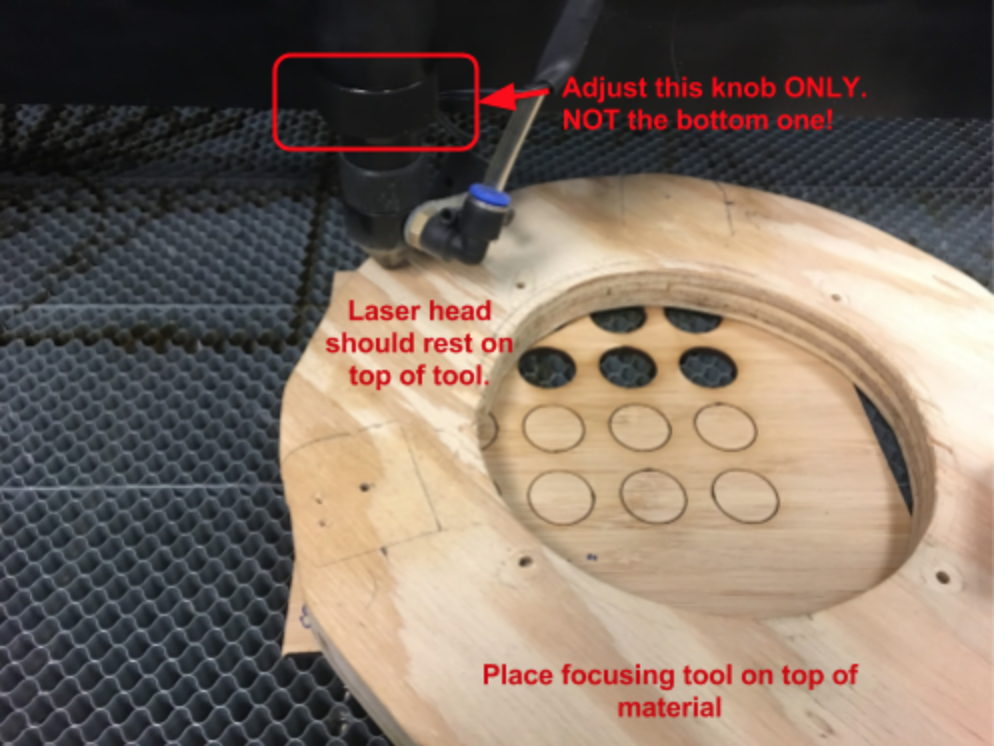 Adjust this knob ONLY.
NOT the bottom one!
Laser head
should rest on
top of tool.
Place focusing tool on top of
material